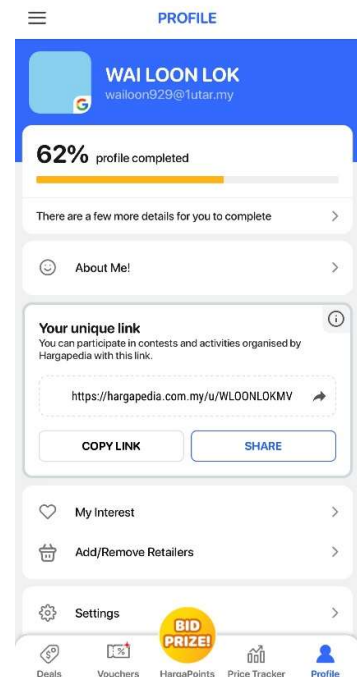 PROFILE
WAI LOON LOK
wailoon929@1utar.my
G
62% profile completed
There are a few more details for you to complete
About Me!
Your unique link
You can participate in contests and activities organised by
Hargapedia with this link.
https://hargapedia.com.my/u/WLOONLOKMV
COPY LINK
SHARE
My Interest
Add/Remove Retailers
Settings
BID
PRIZE!
Deals
Vouchers
HargaPoints
Price Tracker
Profile